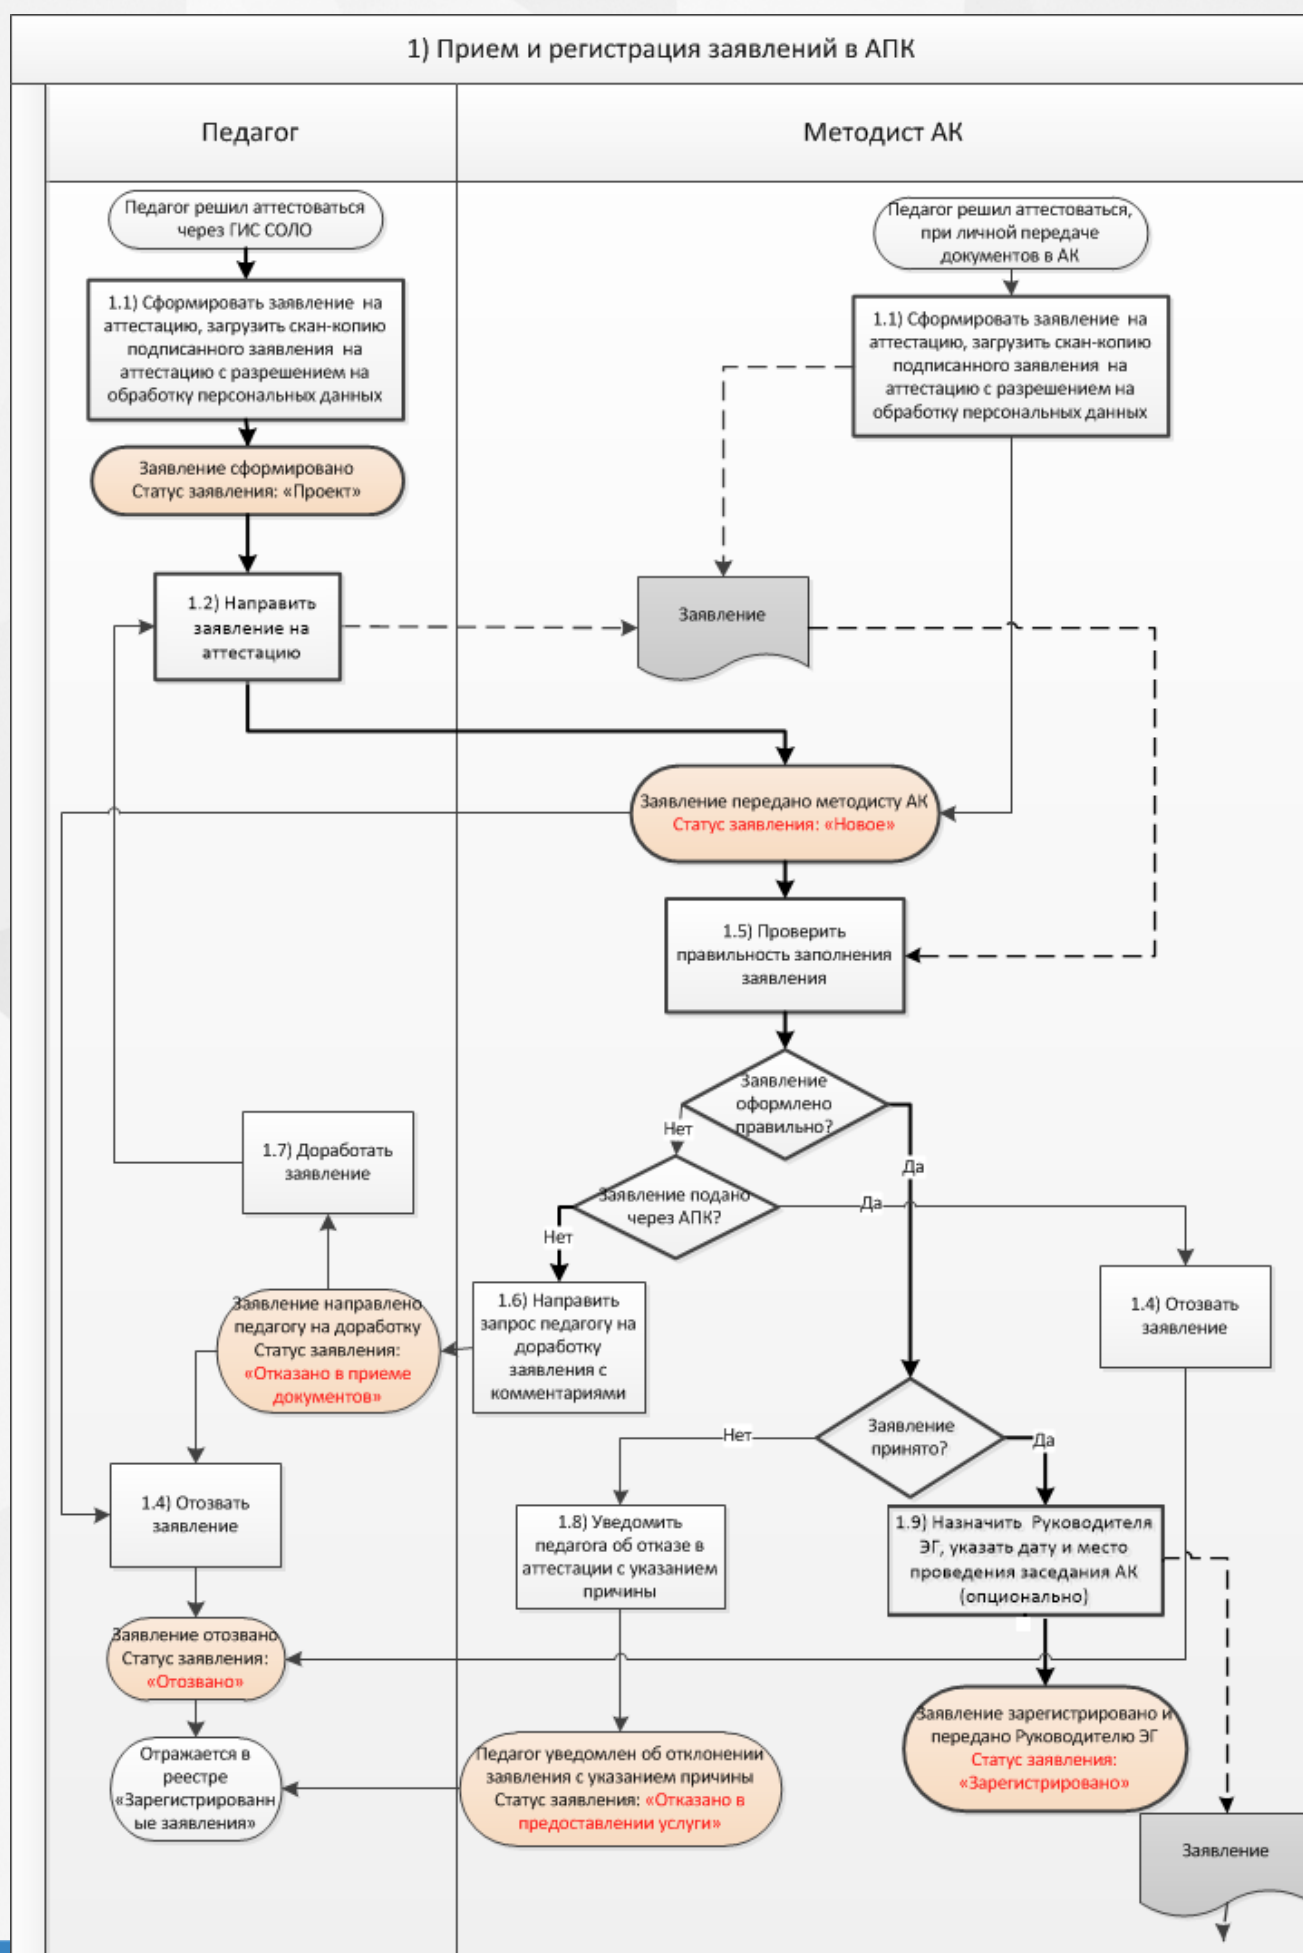 1) Прием и регистрация заявлений в АПК
Педагог
Методист АК
Педагог решил аттестоваться
через ГИС СОЛО
Педагог решил аттестоваться,
при личной передаче
документов в АК
1.1) Сформировать заявление на
аттестацию, загрузить скан-копию
подписанного заявления на
аттестацию с разрешением на
обработку персональных данных
1.1) Сформировать заявление на
аттестацию, загрузить скан-копию
подписанного заявления на
аттестацию с разрешением на
обработку персональных данных
Заявление сформировано
Статус заявления: «Проект»
1.2) Направить
заявление на
аттестацию
Заявление
Заявление передано методисту АК
Статус заявления: «Новое»
1.5) Проверить
правильность заполнения
заявления
Заявление
оформлено
правильно?
Нет
Да
1.7) Доработать
заявление
Заявление подано
через АПК?
Да
Нет
Заявление направлено
педагогу на доработку
Статус заявления:
«Отказано в приеме
документов»
1.6) Направить
запрос педагогу на
доработку
заявления с
комментариями
1.4) Отозвать
заявление
Заявление
принято?
Нет
Да
1.4) Отозвать
заявление
1.8) Уведомить
педагога об отказе в
аттестации с указанием
причины
1.9) Назначить Руководителя
ЭГ, указать дату и место
проведения заседания АК
(опционально)
Заявление отозвано
Статус заявления:
«Отозвано»
Заявление зарегистрировано и
передано Руководителю ЭГ
Статус заявления:
«Зарегистрировано»
Отражается в
реестре
«Зарегистрированн
ые заявления»
Педагог уведомлен об отклонении
заявления с указанием причины
Статус заявления: «Отказано в
предоставлении услуги»
Заявление